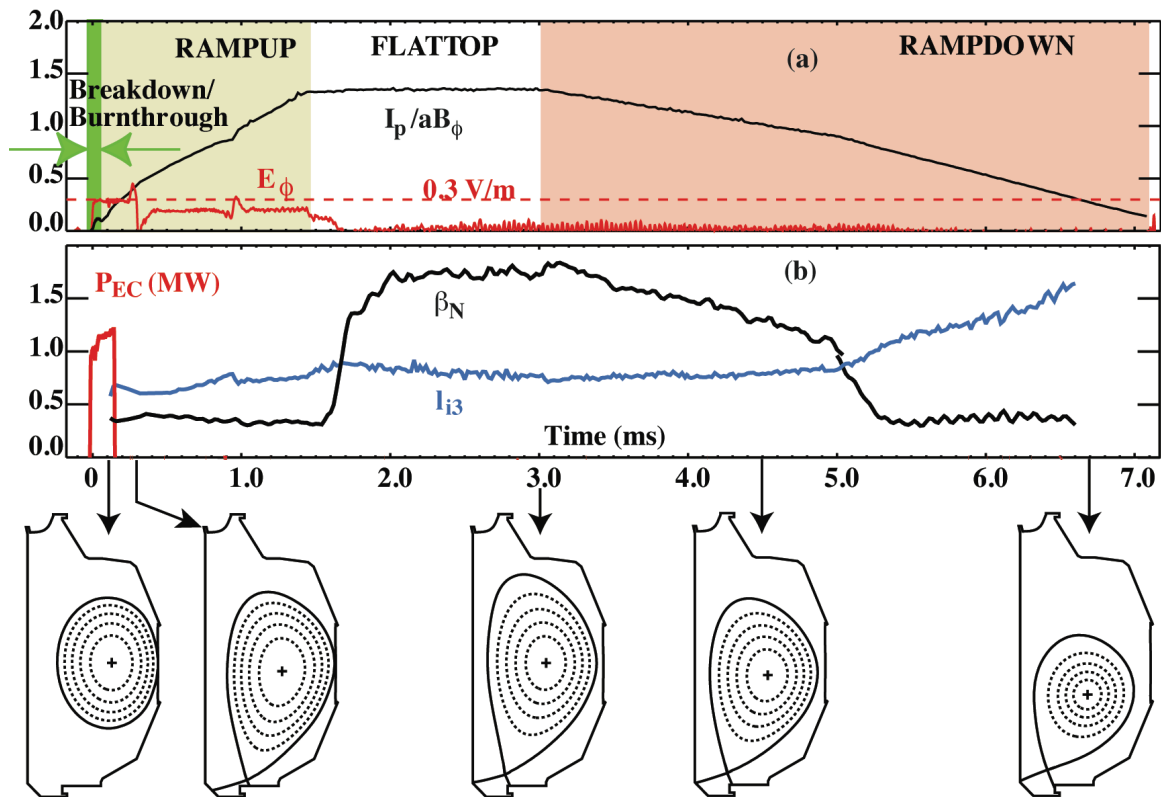 2.0
RAMPUP
FLATTOP
(a)
RAMPDOWN
1.5
Breakdown/
Burnthrough
I_p/aB_ϕ
1.0
0.5
E_ϕ
0.3 V/m
0.0
P_EC (MW)
(b)
1.5
β_N
1.0
l_i3
0.5
Time (ms)
0.0
0 1.0 2.0 3.0 4.0 5.0 6.0 7.0